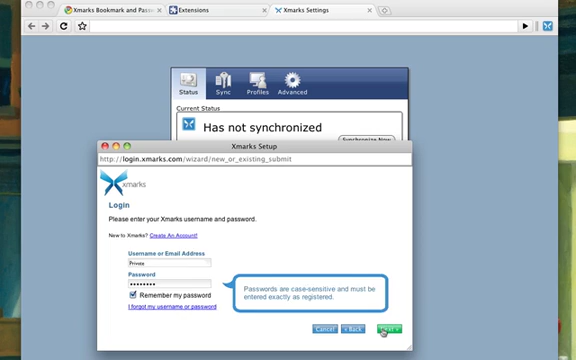 Xmarks Bookmark and Passw
Extensions
Xmarks Settings
Status
Sync
Profiles
Advanced
Current Status
Has not synchronized
Synchronize Now
Xmarks Setup
http://login.xmarks.com/wizard/new_or_existing_submit
xmarks
Login
Please enter your Xmarks username and password.
New to Xmarks? Create An Account!
Username or Email Address
Password
Passwords are case-sensitive and must be
entered exactly as registered.
Remember my password
I forgot my username or password
Cancel
< Back
Next >